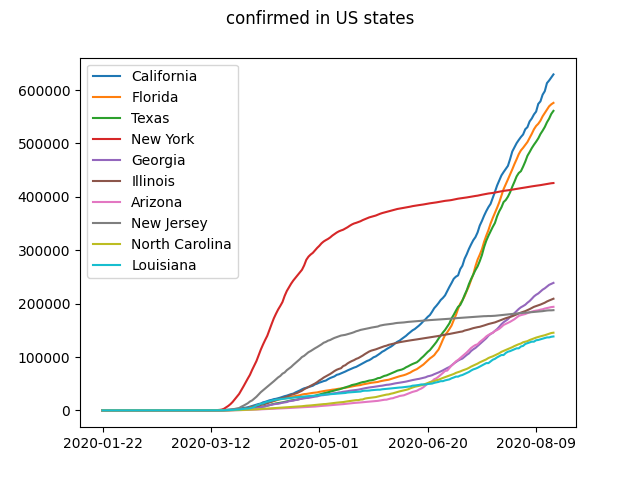 confirmed in US states
California
Florida
Texas
New York
Georgia
Illinois
Arizona
New Jersey
North Carolina
Louisiana
600000
500000
400000
300000
200000
100000
0
2020-01-22 2020-03-12 2020-05-01 2020-06-20 2020-08-09